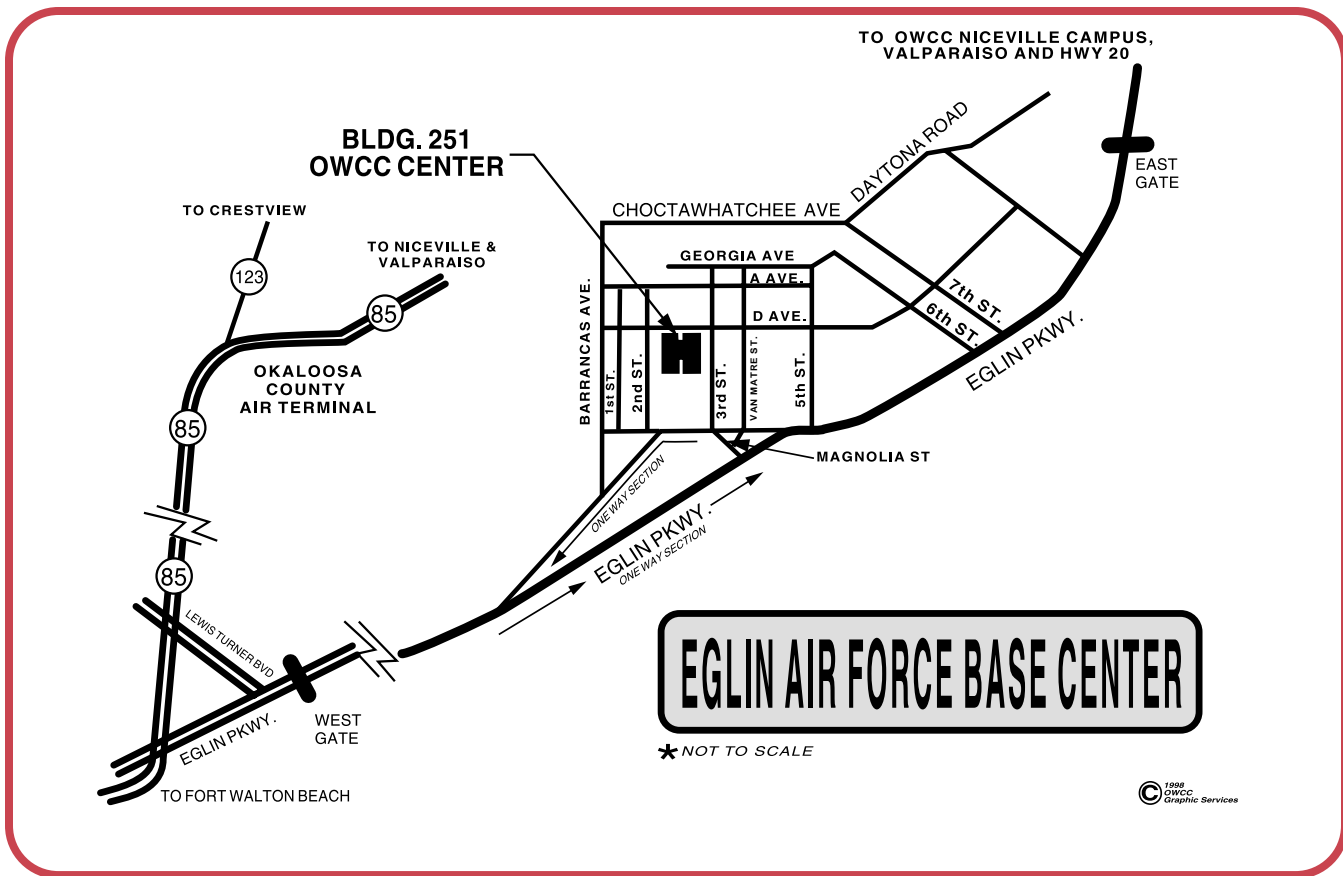 TO OWCC NICEVILLE CAMPUS,
VALPARAISO AND HWY 20
BLDG. 251
OWCC CENTER
DAYTONA ROAD
EAST
GATE
TO CRESTVIEW
CHOCTAWHATCHEE AVE
TO NICEVILLE &
VALPARAISO
GEORGIA AVE
123
A AVE.
85
BARRANCAS AVE.
7th ST.
D AVE.
6th ST.
EGLIN PKWY.
OKALOOSA
COUNTY
AIR TERMINAL
1st ST.
2nd ST.
3rd ST.
VAN MATRE ST.
5th ST.
85
MAGNOLIA ST
ONE WAY SECTION
EGLIN PKWY.
ONE WAY SECTION
85
LEWIS TURNER BVD
WEST
GATE
EGLIN PKWY.
TO FORT WALTON BEACH
EGLIN AIR FORCE BASE CENTER
* NOT TO SCALE
© 1998
OWCC
Graphic Services